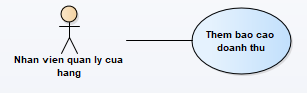 Them bao cao
doanh thu
Nhan vien quan ly cua
hang